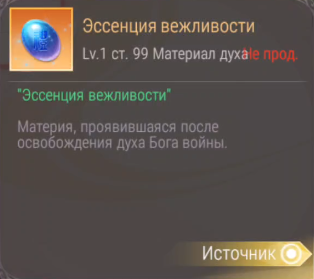 Эссенция вежливости
Lv.1 ст. 99 Материал духа Не прод.
"Эссенция вежливости"
Материя, проявившаяся после
освобождения духа Бога войны.
Источник